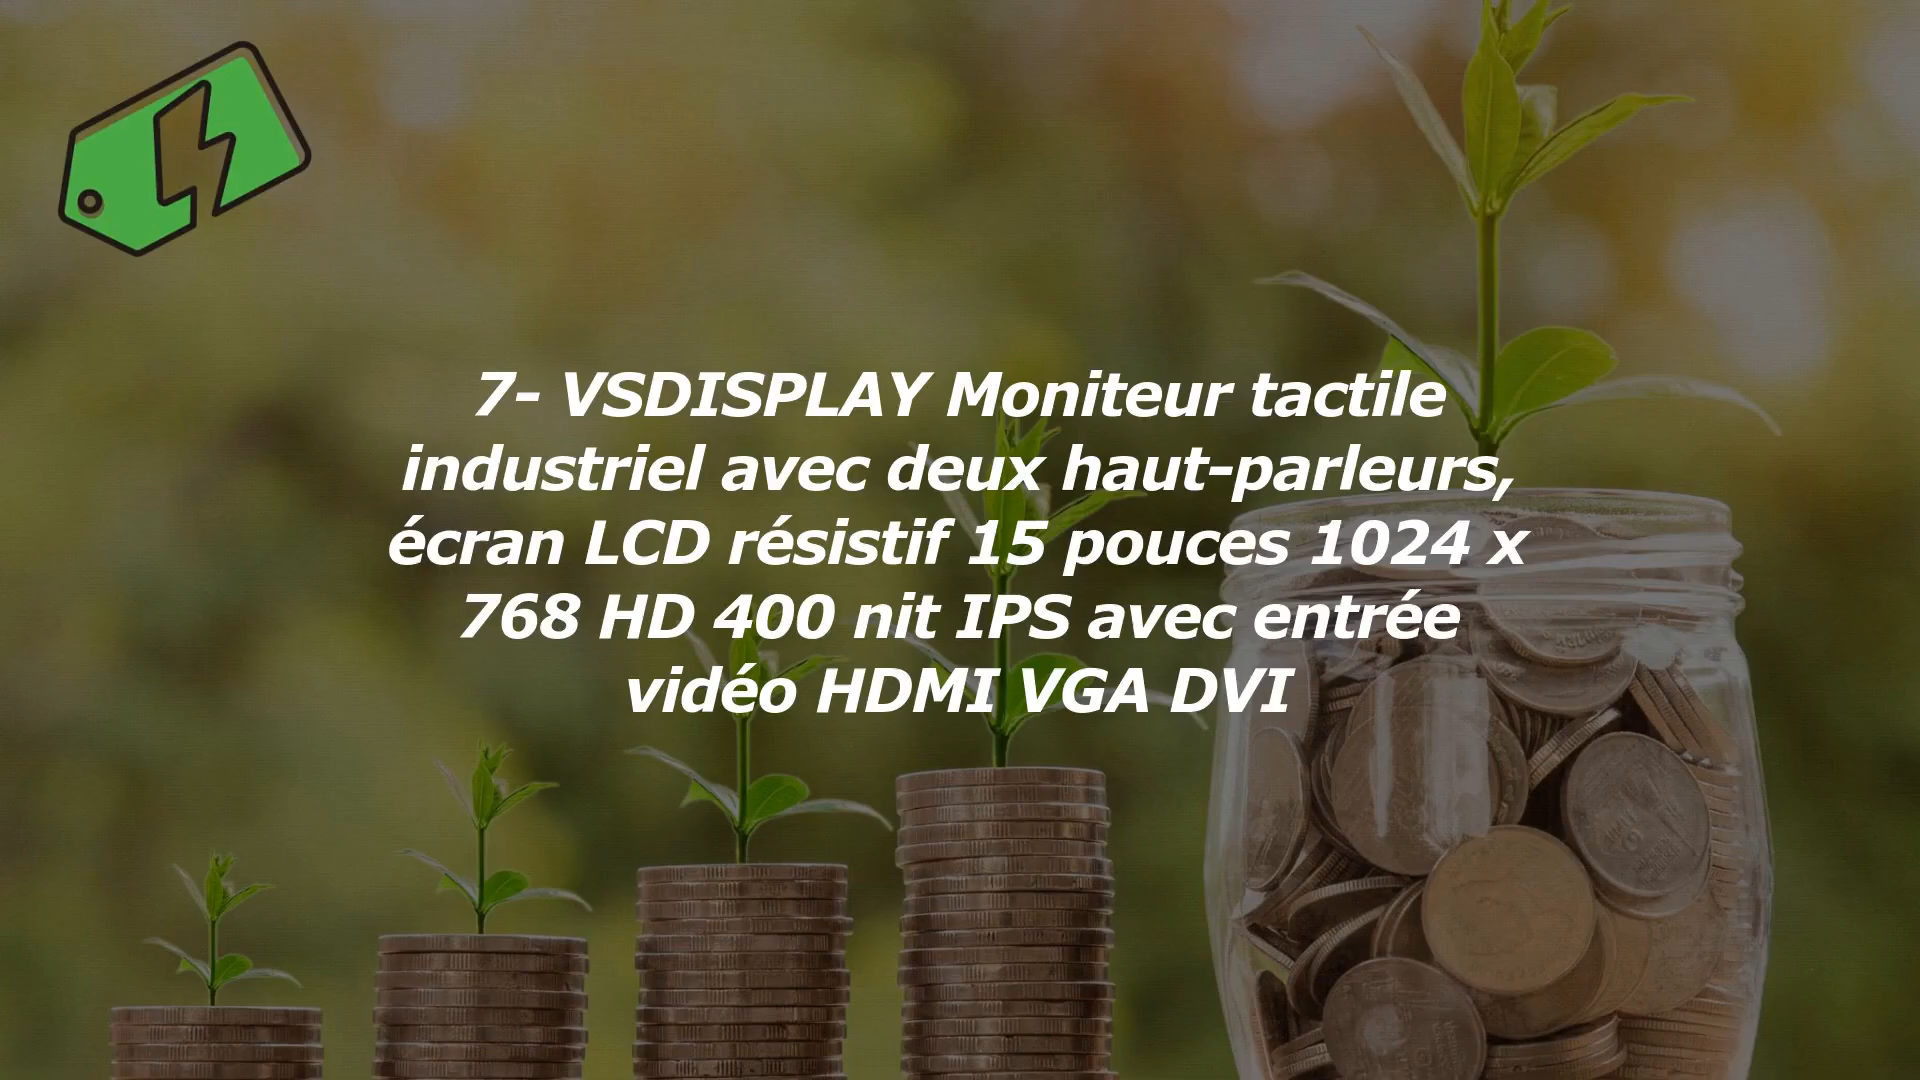 7- VSDISPLAY Moniteur tactile
industriel avec deux haut-parleurs,
écran LCD résistif 15 pouces 1024 x
768 HD 400 nit IPS avec entrée
vidéo HDMI VGA DVI